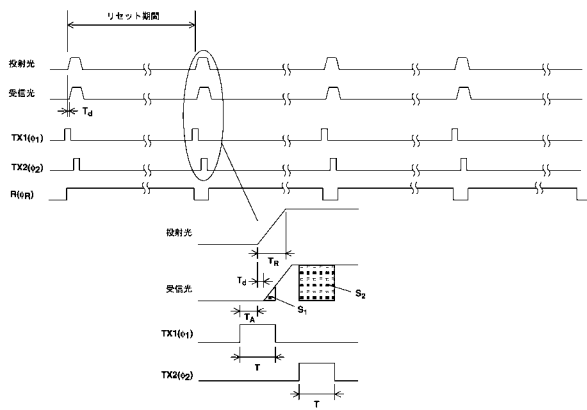 リセット期間
投射光
受信光
Td
TX1(φ1)
TX2(φ2)
R(φR)
投射光
TR
Td
受信光
S1
S2
TA
TX1(φ1)
T
TX2(φ2)
T